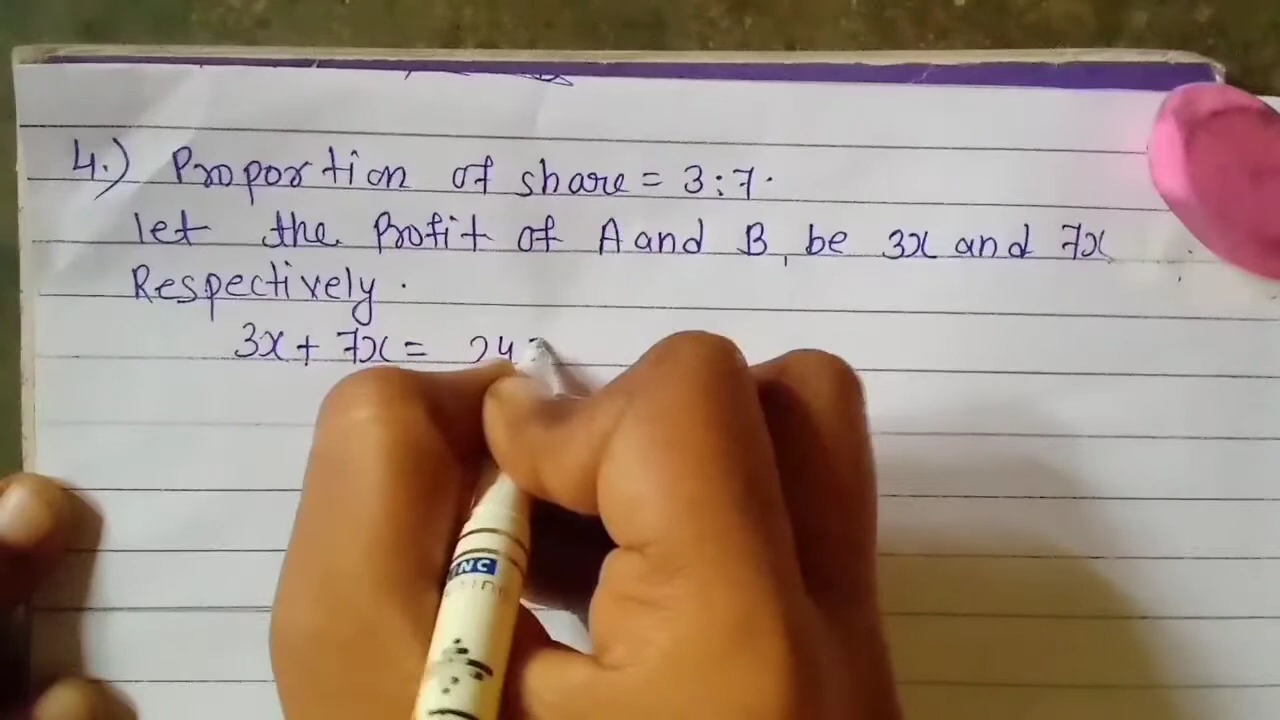 4.) Proportion of share = 3:7.
let the Profit of A and B, be 3x and 7x
Respectively.
3x + 7x = 24